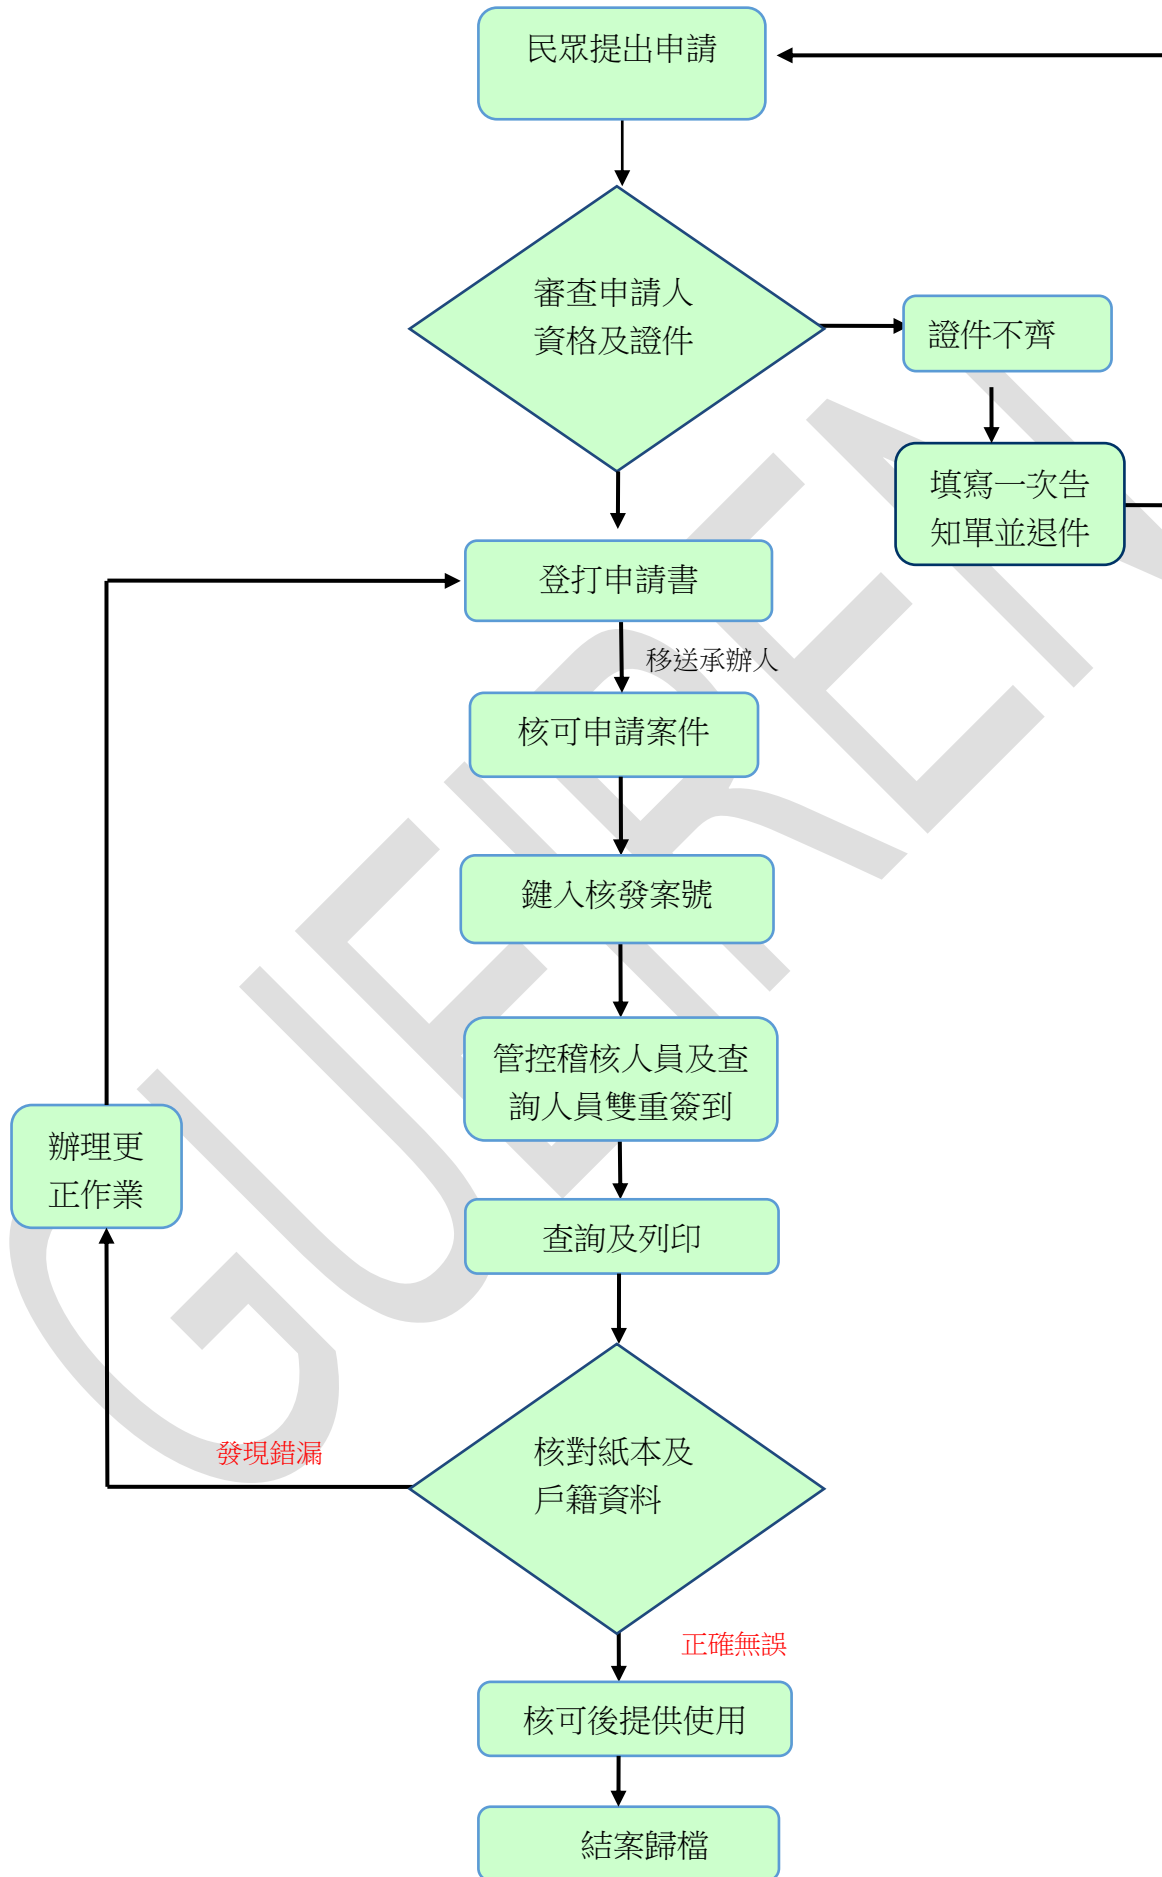 民眾提出申請
審查申請人
資格及證件
證件不齊
填寫一次告
知單並退件
登打申請書
移送承辦人
核可申請案件
鍵入核發案號
管控稽核人員及查
詢人員雙重簽到
辦理更
正作業
查詢及列印
發現錯漏
核對紙本及
戶籍資料
正確無誤
核可後提供使用
結案歸檔
GUEIREN